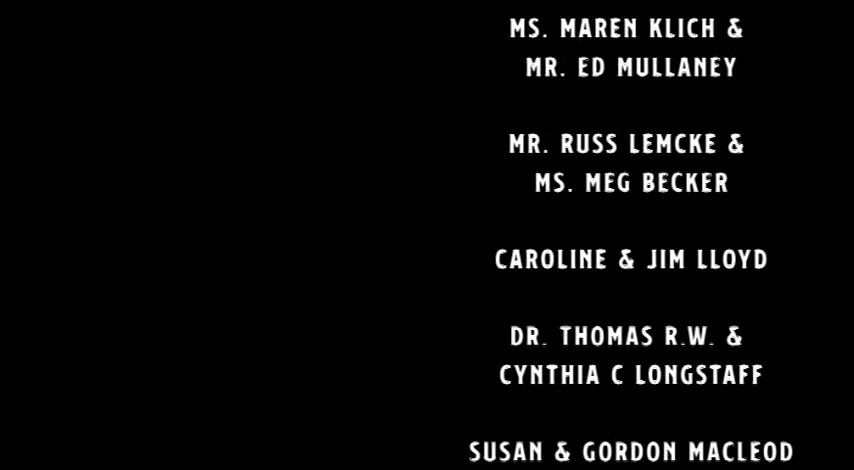 MS. MAREN KLICH &
MR. ED MULLANEY
MR. RUSS LEMCKE &
MS. MEG BECKER
CAROLINE & JIM LLOYD
DR. THOMAS R.W. &
CYNTHIA C LONGSTAFF
SUSAN & GORDON MACLEOD